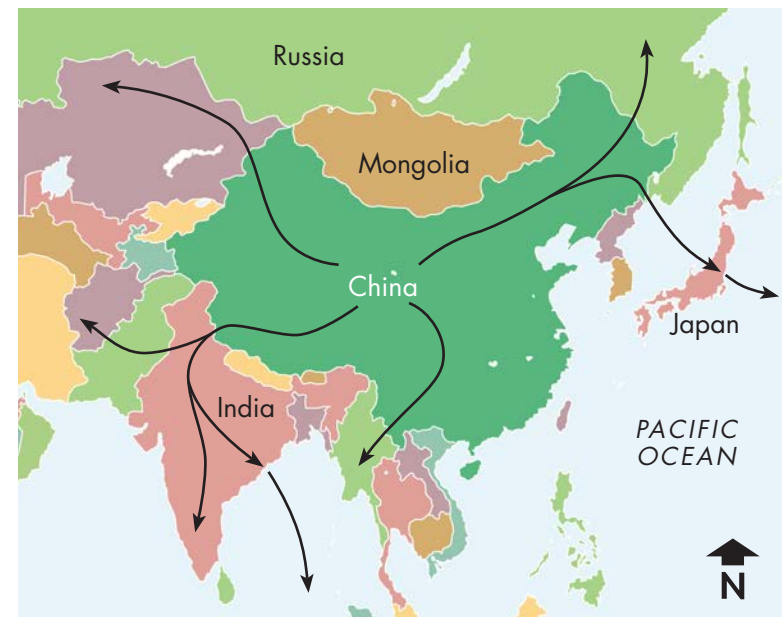 Russia
Mongolia
China
Japan
India
PACIFIC
OCEAN
N